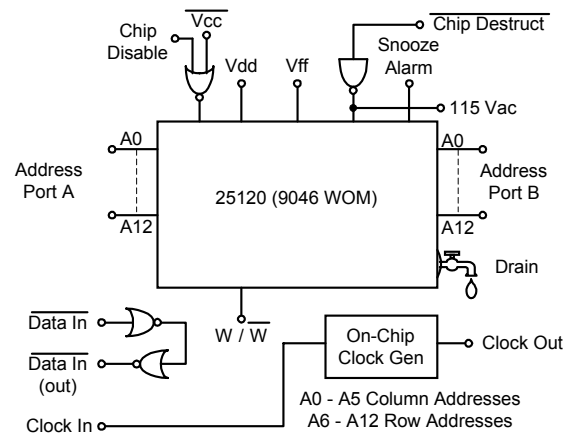 Chip
Disable
Vcc
Vdd
Vff
Chip Destruct
Snooze
Alarm
115 Vac
A0
A0
Address
Port A
25120 (9046 WOM)
Address
Port B
A12
A12
Drain
Data In
W / W
Data In
(out)
On-Chip
Clock Gen
Clock Out
Clock In
A0 - A5 Column Addresses
A6 - A12 Row Addresses